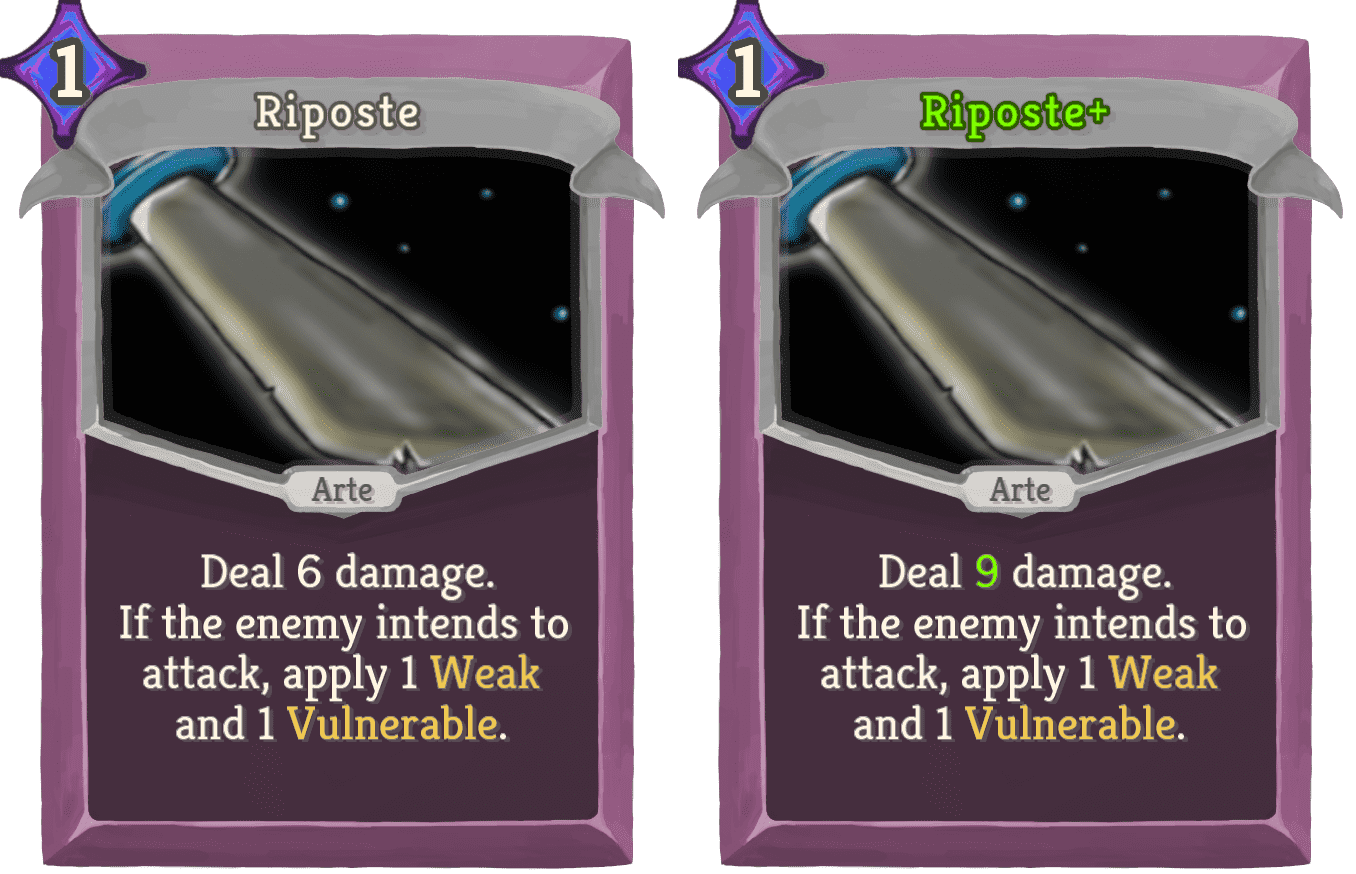 1
Riposte
Arte
Deal 6 damage.
If the enemy intends to
attack, apply 1 Weak
and 1 Vulnerable.
1
Riposte+
Arte
Deal 9 damage.
If the enemy intends to
attack, apply 1 Weak
and 1 Vulnerable.